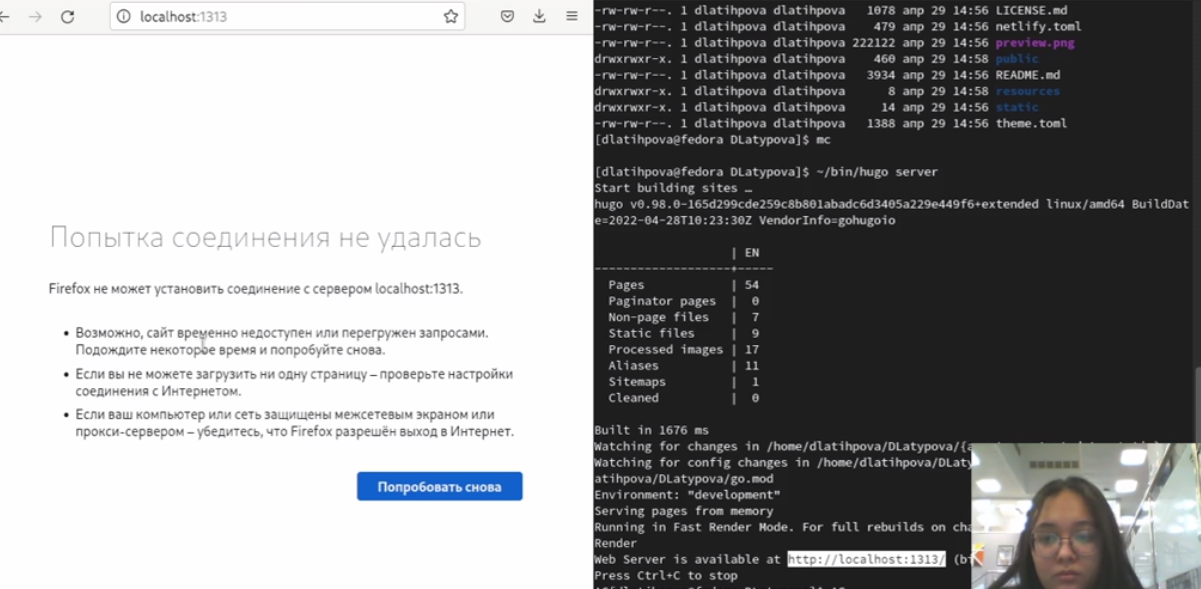 localhost:1313
Попытка соединения не удалась
Firefox не может установить соединение с сервером localhost:1313.
• Возможно, сайт временно недоступен или перегружен запросами.
Подождите некоторое время и попробуйте снова.
• Если вы не можете загрузить ни одну страницу – проверьте настройки
соединения с Интернетом.
• Если ваш компьютер или сеть защищены межсетевым экраном или
прокси-сервером – убедитесь, что Firefox разрешён выход в Интернет.
Попробовать снова
-rw-rw-r--. 1 dlatihpova dlatihpova 1078 апр 29 14:56 LICENSE.md
-rw-rw-r--. 1 dlatihpova dlatihpova 479 апр 29 14:56 netlify.toml
-rw-rw-r--. 1 dlatihpova dlatihpova 222122 апр 29 14:56 preview.png
drwxrwxr-x. 1 dlatihpova dlatihpova 460 апр 29 14:58 public
-rw-rw-r--. 1 dlatihpova dlatihpova 3934 апр 29 14:56 README.md
drwxrwxr-x. 1 dlatihpova dlatihpova 8 апр 29 14:58 resources
drwxrwxr-x. 1 dlatihpova dlatihpova 14 апр 29 14:56 static
-rw-rw-r--. 1 dlatihpova dlatihpova 1388 апр 29 14:56 theme.toml
[dlatihpova@fedora DLatypova]$ mc
[dlatihpova@fedora DLatypova]$ ~/bin/hugo server
Start building sites …
hugo v0.98.0-165d299cde259c8b801abadc6d3405a229e449f6+extended linux/amd64 BuildDat
e=2022-04-28T10:23:30Z VendorInfo=gohugoio
| EN
-------------------+-----
Pages | 54
Paginator pages | 0
Non-page files | 7
Static files | 9
Processed images | 17
Aliases | 11
Sitemaps | 1
Cleaned | 0
Built in 1676 ms
Watching for changes in /home/dlatihpova/DLatypova/
Watching for config changes in /home/dlatihpova/DLaty
atihpova/DLatypova/go.mod
Environment: "development"
Serving pages from memory
Running in Fast Render Mode. For full rebuilds on
Render
Web Server is available at http://localhost:1313/
Press Ctrl+C to stop